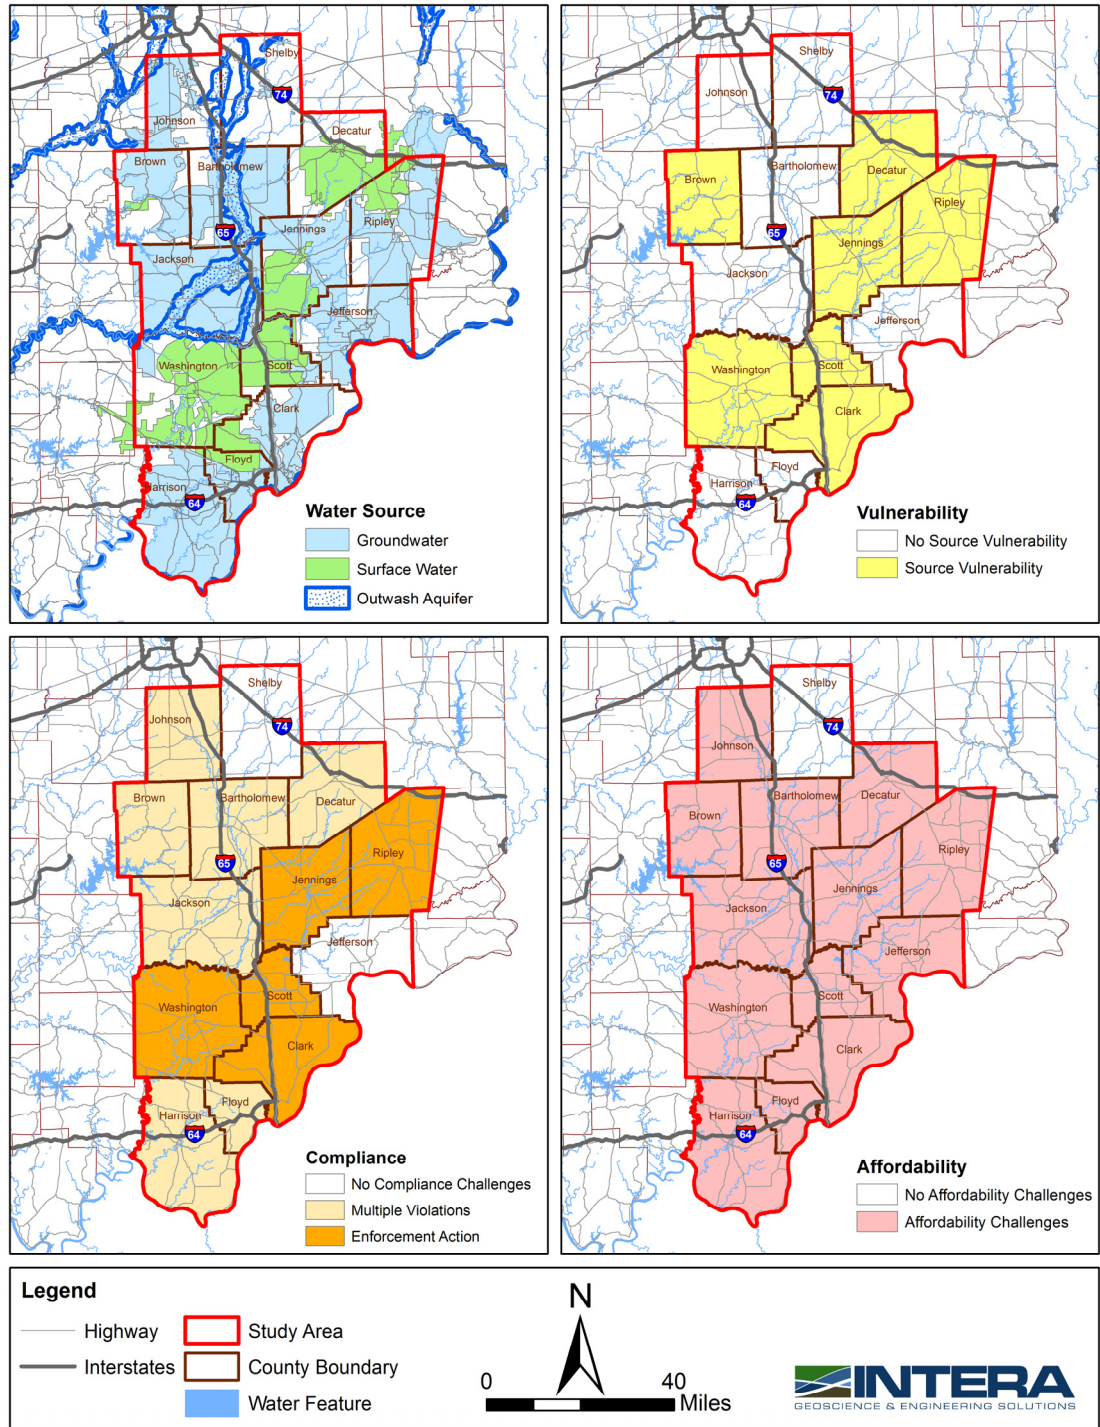 Shelby
74
Johnson
Decatur
Brown
Bartholomew
Ripley
65
Jennings
Jackson
Jefferson
Washington
Scott
Clark
Floyd
Harrison
64
Water Source
Groundwater
Surface Water
Outwash Aquifer
Shelby
Johnson
74
Bartholomew
Decatur
Brown
Ripley
65
Jennings
Jackson
Jefferson
Washington
Scott
Clark
Floyd
Harrison
64
Vulnerability
No Source Vulnerability
Source Vulnerability
Shelby
Johnson
74
Brown
Bartholomew
Decatur
Ripley
65
Jennings
Jackson
Jefferson
Washington
Scott
Clark
Floyd
Harrison
64
Compliance
No Compliance Challenges
Multiple Violations
Enforcement Action
Shelby
74
Johnson
Bartholomew
Decatur
Brown
Ripley
65
Jennings
Jackson
Jefferson
Washington
Scott
Clark
Floyd
Harrison
64
Affordability
No Affordability Challenges
Affordability Challenges
Legend
Highway
Interstates
Study Area
County Boundary
Water Feature
N
0 40
Miles
INTERA
GEOSCIENCE & ENGINEERING SOLUTIONS